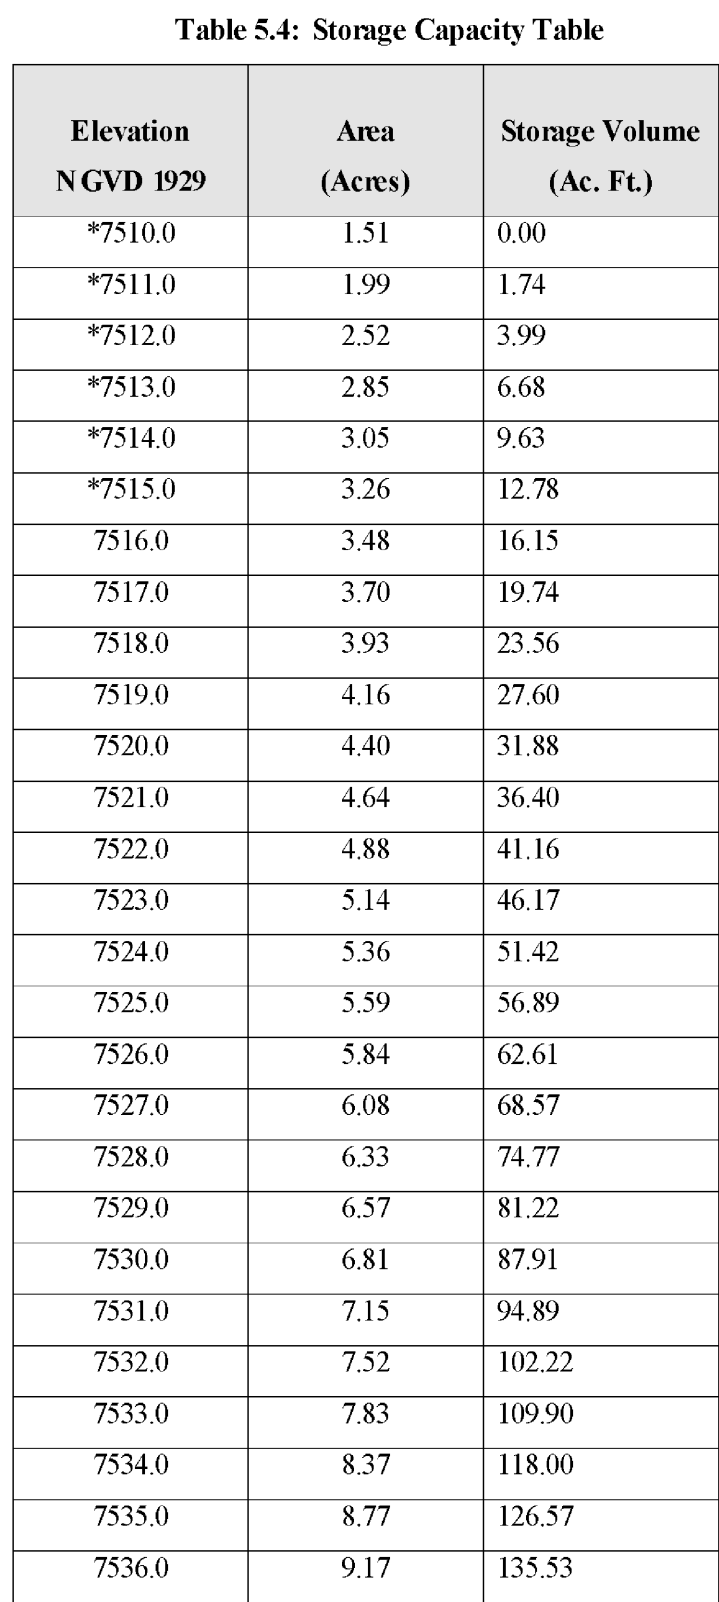 Table 5.4: Storage Capacity Table
Elevation NGVD 1929 Area (Acres) Storage Volume (Ac. Ft.)
*7510.0 1.51 0.00
*7511.0 1.99 1.74
*7512.0 2.52 3.99
*7513.0 2.85 6.68
*7514.0 3.05 9.63
*7515.0 3.26 12.78
7516.0 3.48 16.15
7517.0 3.70 19.74
7518.0 3.93 23.56
7519.0 4.16 27.60
7520.0 4.40 31.88
7521.0 4.64 36.40
7522.0 4.88 41.16
7523.0 5.14 46.17
7524.0 5.36 51.42
7525.0 5.59 56.89
7526.0 5.84 62.61
7527.0 6.08 68.57
7528.0 6.33 74.77
7529.0 6.57 81.22
7530.0 6.81 87.91
7531.0 7.15 94.89
7532.0 7.52 102.22
7533.0 7.83 109.90
7534.0 8.37 118.00
7535.0 8.77 126.57
7536.0 9.17 135.53